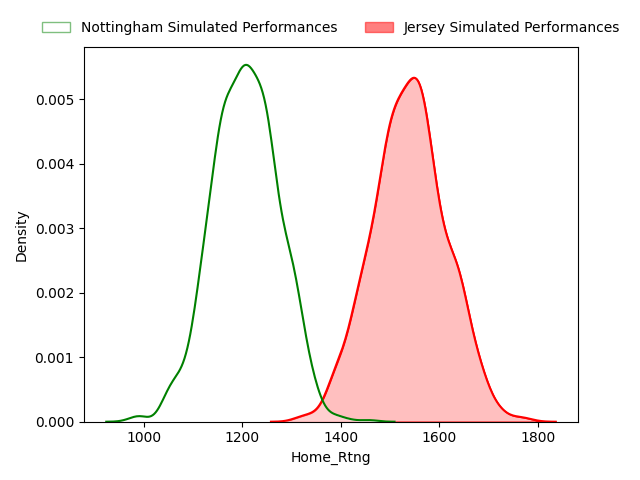 Nottingham Simulated Performances Jersey Simulated Performances
0.005
0.004
0.003
0.002
0.001
0.000
Density
1000 1200 1400 1600 1800
Home_Rtng